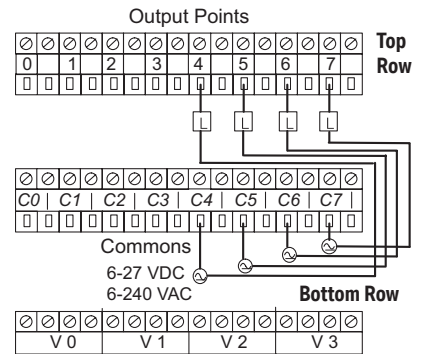 Output Points
Top
Row
0 1 2 3 4 5 6 7
L L L L
C0 | C1 | C2 | C3 | C4 | C5 | C6 | C7 |
Commons
6-27 VDC
6-240 VAC
Bottom Row
V 0 V 1 V 2 V 3